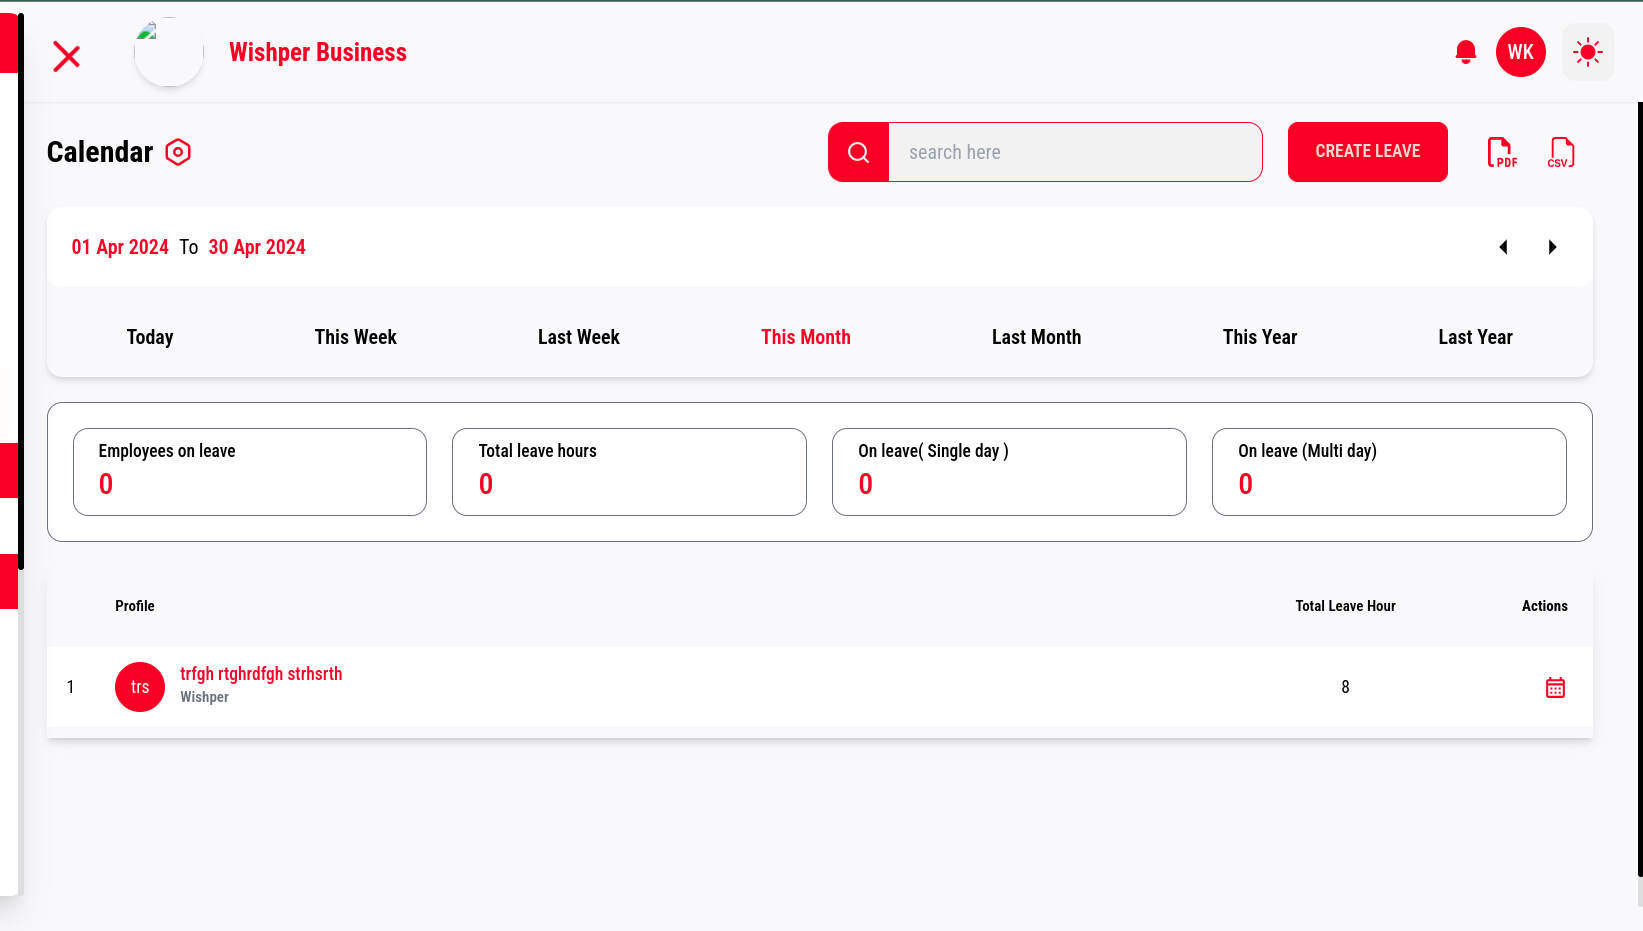 Wishper Business
WK
Calendar
search here
CREATE LEAVE
PDF
CSV
01 Apr 2024 To 30 Apr 2024
Today This Week Last Week This Month Last Month This Year Last Year
Employees on leave
0
Total leave hours
0
On leave( Single day )
0
On leave (Multi day)
0
Profile Total Leave Hour Actions
1 trs trfgh rtghrdfgh strhsrth 8
Wishper